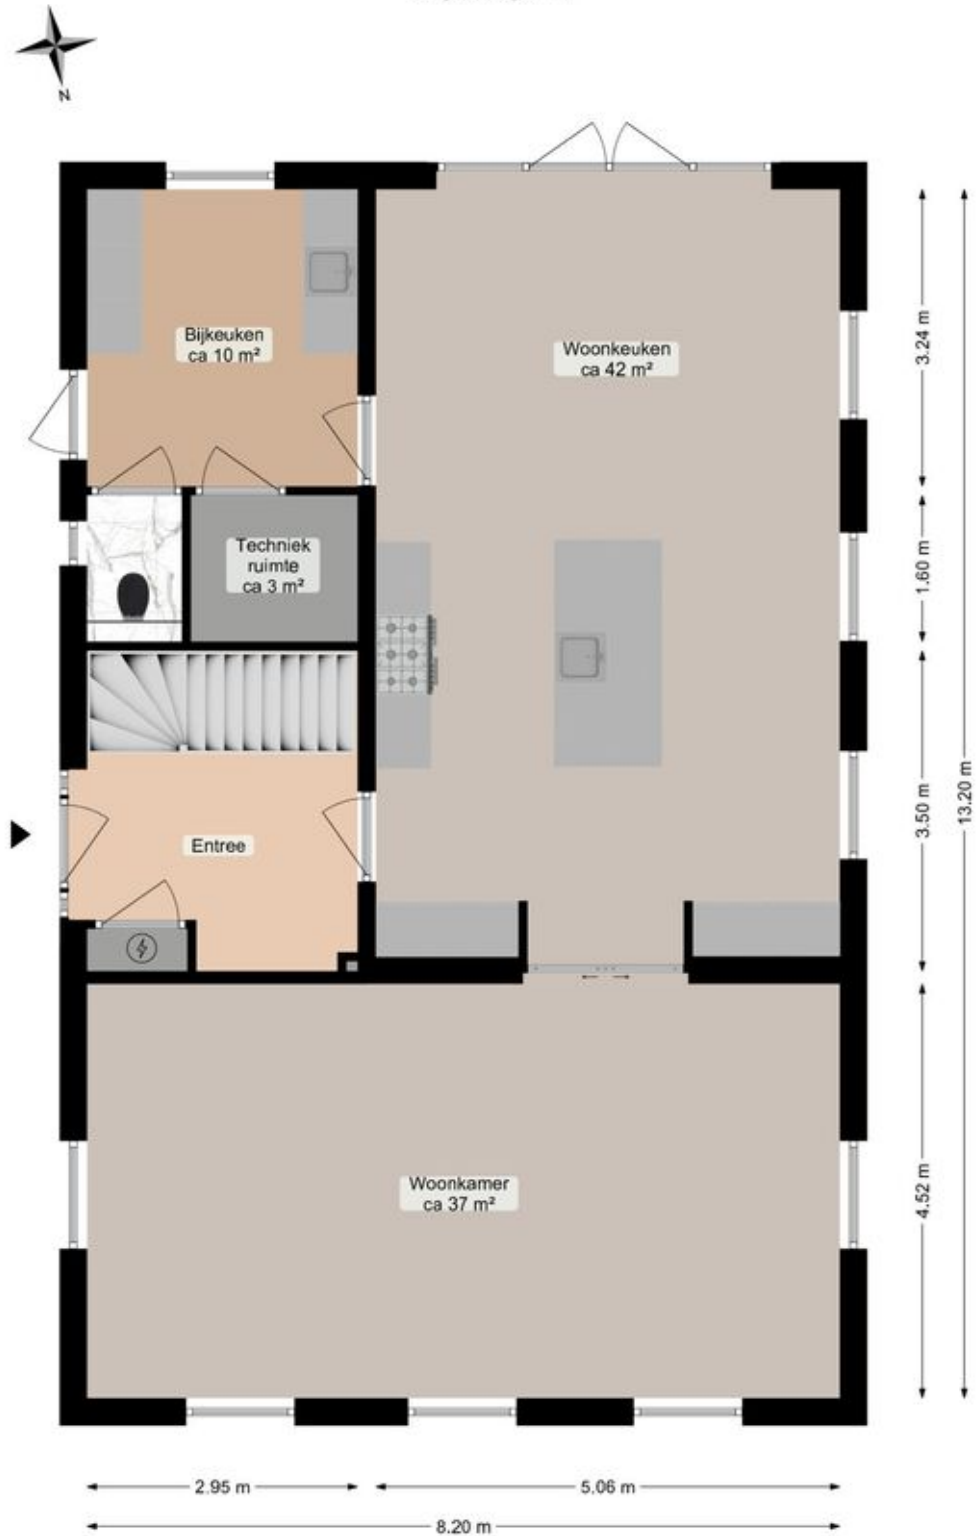 N
Bijkeuken
ca 10 m²
Woonkeuken
ca 42 m²
3.24 m
Techniek
ruimte
ca 3 m²
1.60 m
Entree
3.50 m
13.20 m
Woonkamer
ca 37 m²
4.52 m
2.95 m
5.06 m
8.20 m